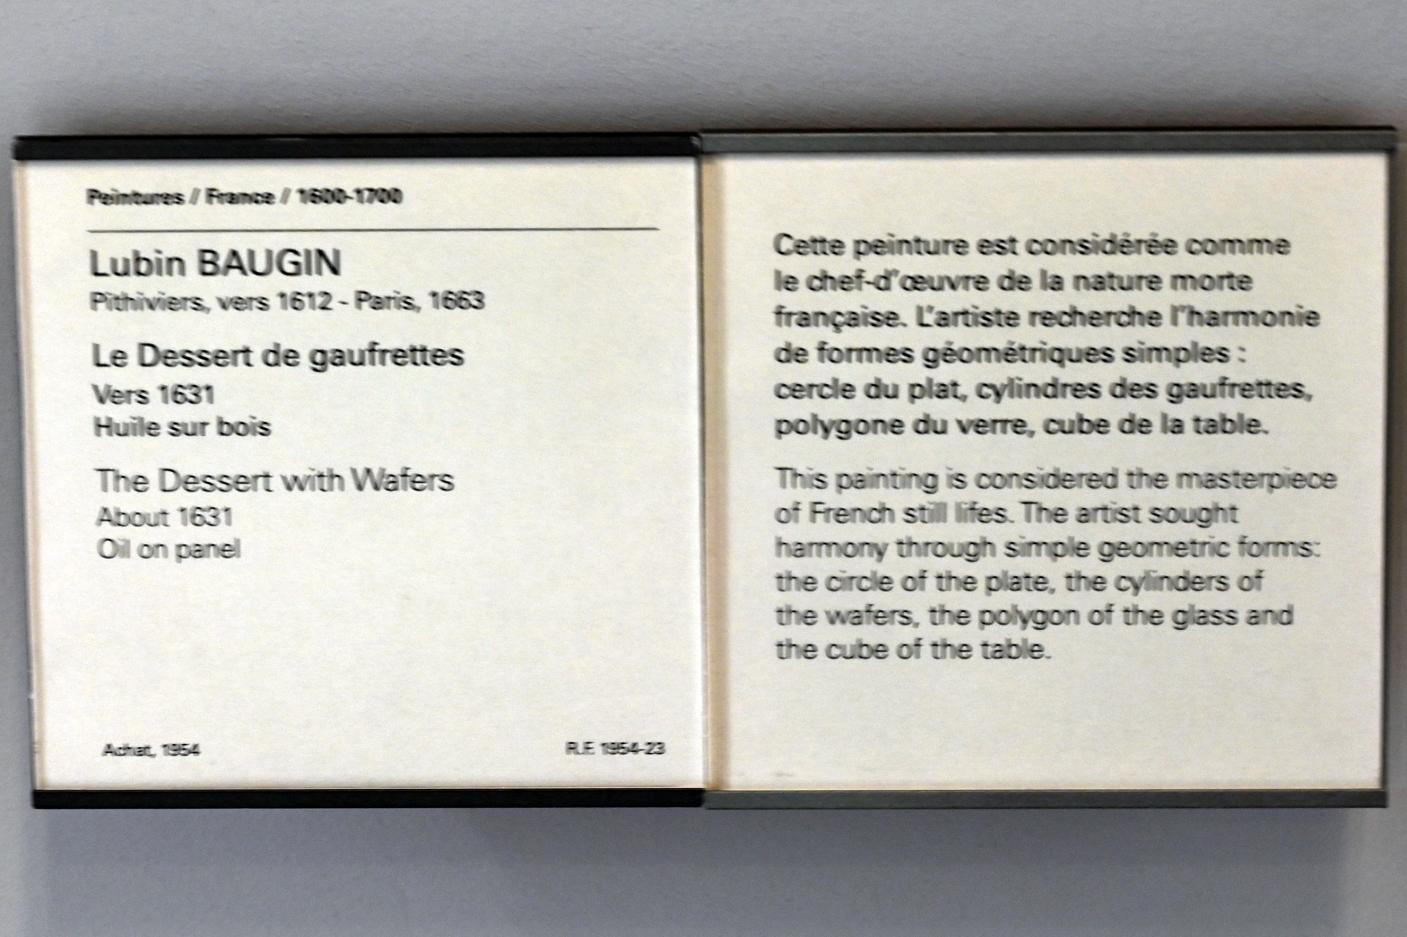 Peintures // France // 1600-1700
Lubin BAUGIN
Pithiviers, vers 1612 - Paris, 1663
Le Dessert de gaufrettes
Vers 1631
Huile sur bois
The Dessert with Wafers
About 1631
Oil on panel
Achat, 1954
R.F. 1954-23
Cette peinture est considérée comme
le chef-d'œuvre de la nature morte
française. L'artiste recherche l'harmonie
de formes géométriques simples :
cercle du plat, cylindres des gaufrettes,
polygone du verre, cube de la table.
This painting is considered the masterpiece
of French still lifes. The artist sought
harmony through simple geometric forms:
the circle of the plate, the cylinders of
the wafers, the polygon of the glass and
the cube of the table.